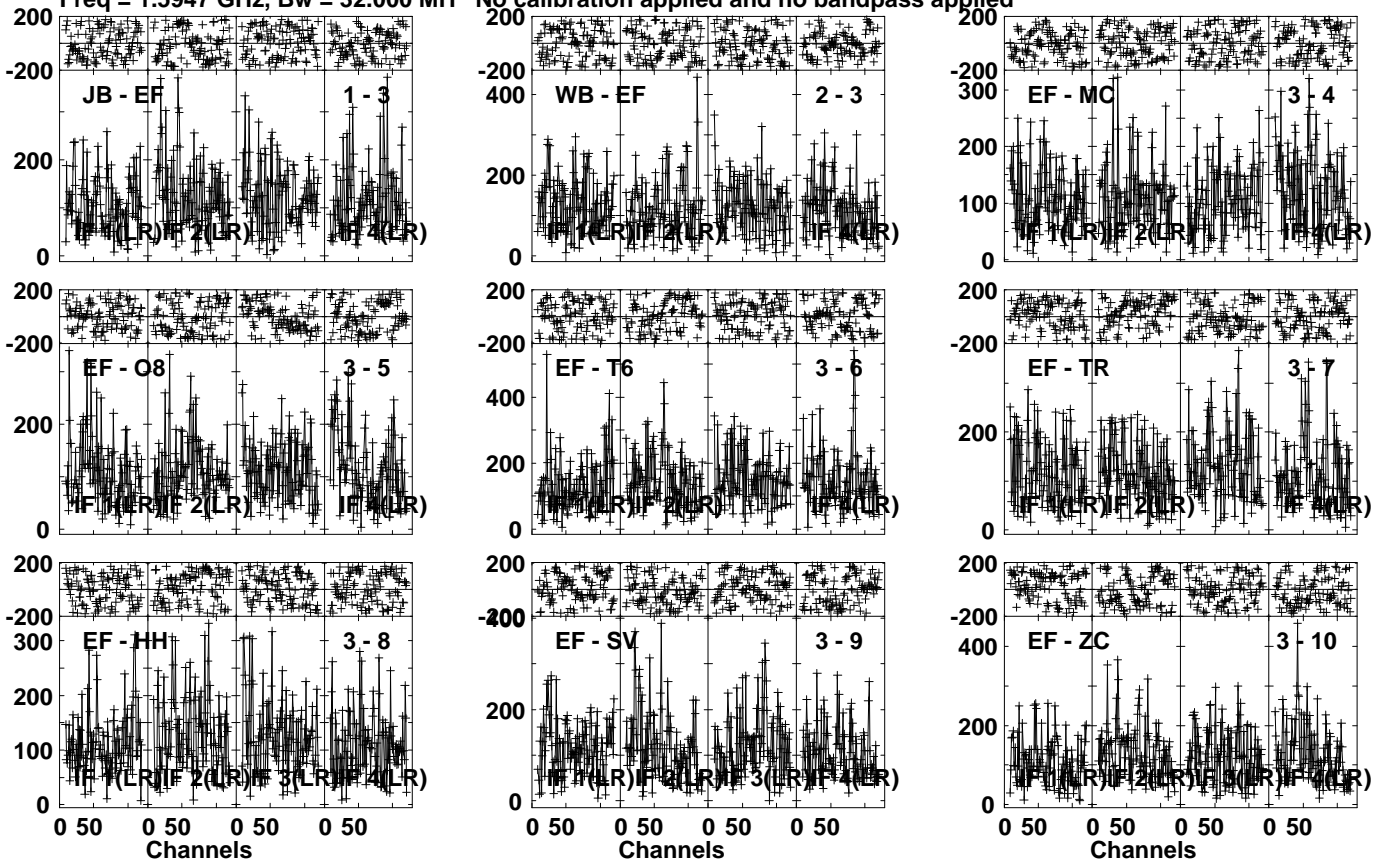 Freq = 1.5947 GHz, Bw = 32.000 MH No calibration applied and no bandpass applied
200
-200
JB - EF 1 - 3
200
0
IF 1(LR) IF 2(LR) IF 4(LR)
200
-200
WB - EF 2 - 3
400
200
0
IF 1(LR) IF 2(LR) IF 4(LR)
200
-200
EF - MC 3 - 4
300
200
100
0
IF 1(LR) IF 2(LR) IF 4(LR)
200
-200
EF - O8 3 - 5
200
0
IF 1(LR) IF 2(LR) IF 4(LR)
200
-200
EF - T6 3 - 6
400
200
0
IF 1(LR) IF 2(LR) IF 4(LR)
200
-200
EF - TR 3 - 7
200
0
IF 1(LR) IF 2(LR) IF 4(LR)
200
-200
EF - HH 3 - 8
300
200
100
0
IF 1(LR) IF 2(LR) IF 3(LR) IF 4(LR)
0 50 0 50 0 50 0 50
Channels
200
-200
EF - SV 3 - 9
400
200
0
IF 1(LR) IF 2(LR) IF 3(LR) IF 4(LR)
0 50 0 50 0 50 0 50
Channels
200
-200
EF - ZC 3 - 10
400
200
0
IF 1(LR) IF 2(LR) IF 3(LR) IF 4(LR)
0 50 0 50 0 50 0 50
Channels